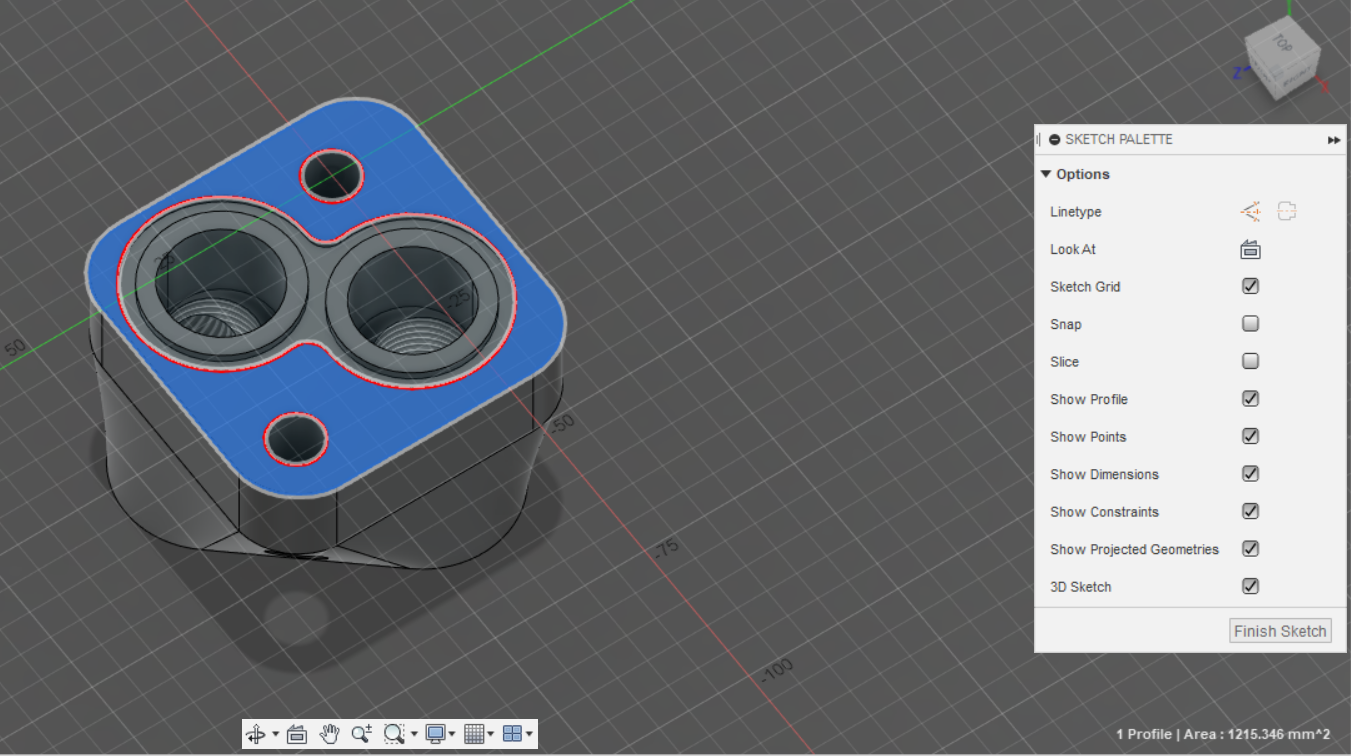 TOP
Z
X
SKETCH PALETTE
Options
Linetype
Look At
Sketch Grid
Snap
Slice
Show Profile
Show Points
Show Dimensions
Show Constraints
Show Projected Geometries
3D Sketch
Finish Sketch
25
-25
50
-50
-75
-100
1 Profile | Area : 1215.346 mm^2